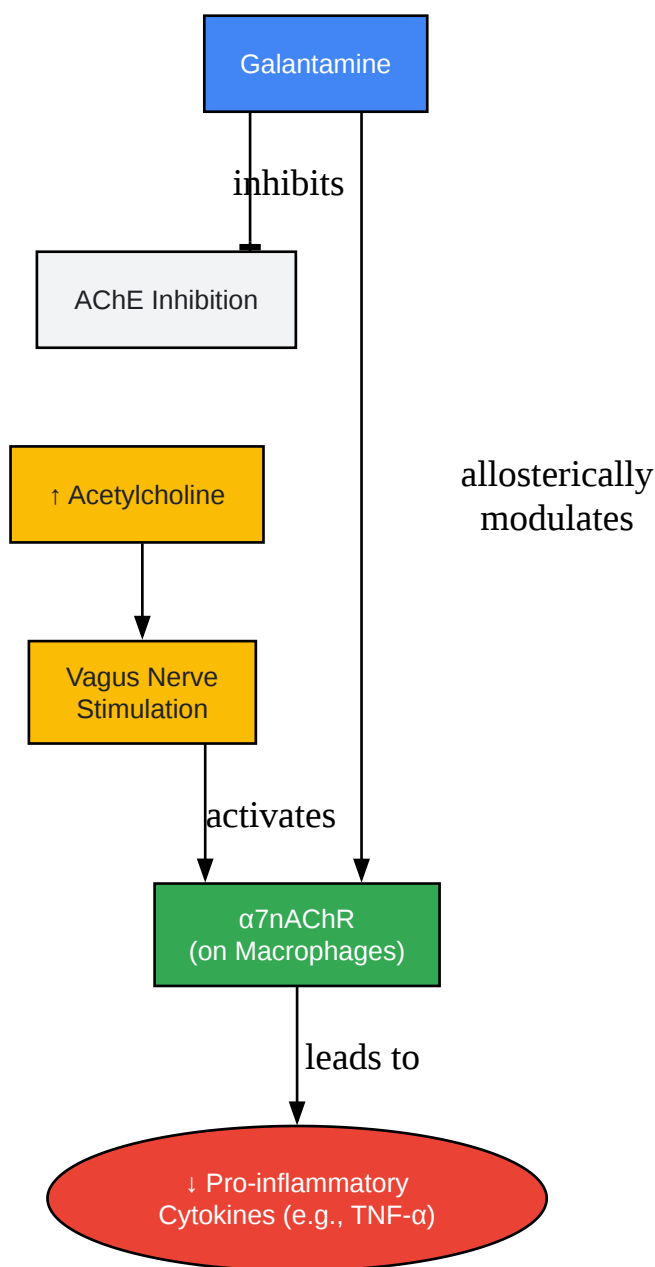 Galantamine
inhibits
AChE Inhibition
allosterically
modulates
↑ Acetylcholine
Vagus Nerve
Stimulation
activates
α7nAChR
(on Macrophages)
leads to
↓ Pro-inflammatory
Cytokines (e.g., TNF-α)